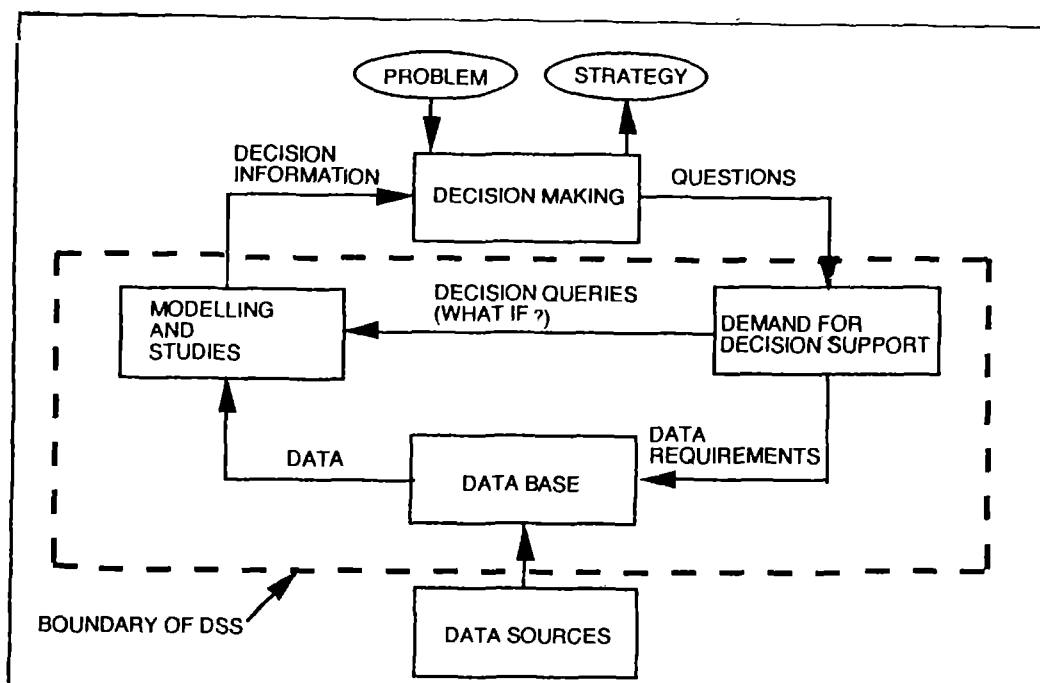 PROBLEM
STRATEGY
DECISION
INFORMATION
DECISION MAKING
QUESTIONS
MODELLING
AND
STUDIES
DECISION QUERIES
(WHAT IF ?)
DEMAND FOR
DECISION SUPPORT
DATA
DATA BASE
DATA
REQUIREMENTS
BOUNDARY OF DSS
DATA SOURCES